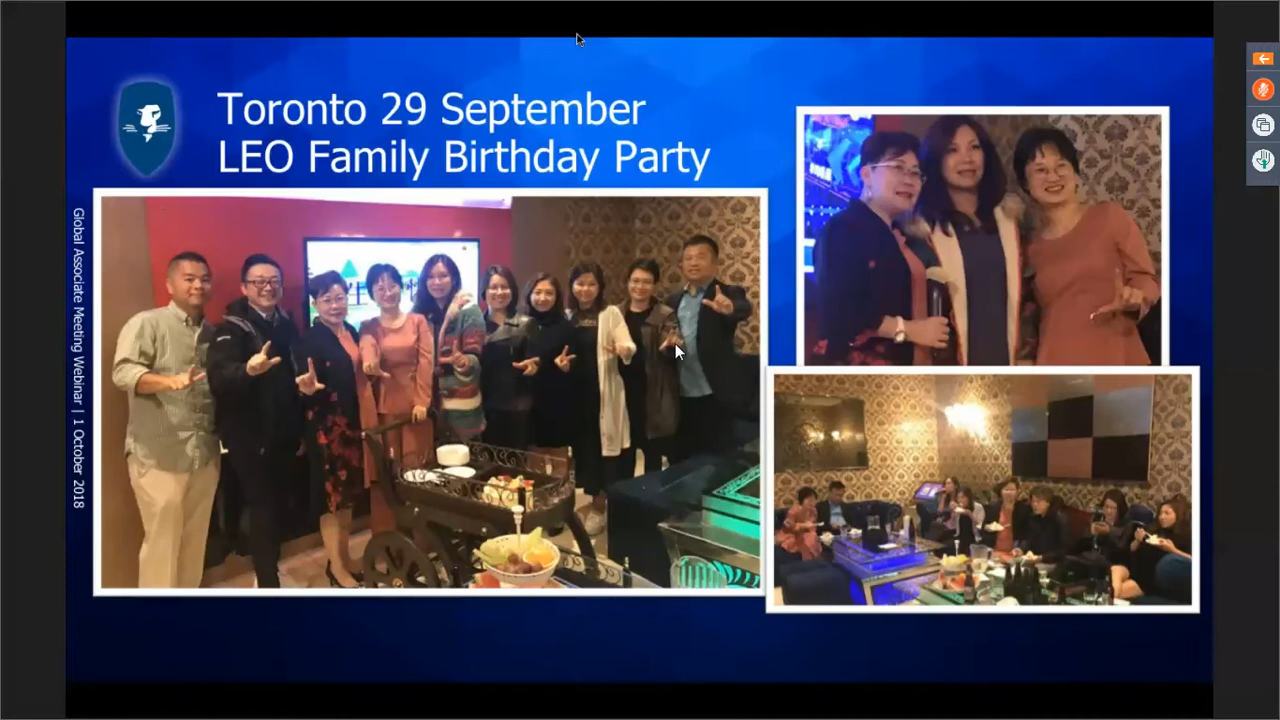 Toronto 29 September
LEO Family Birthday Party
Global Associate Meeting Webinar | 1 October 2018